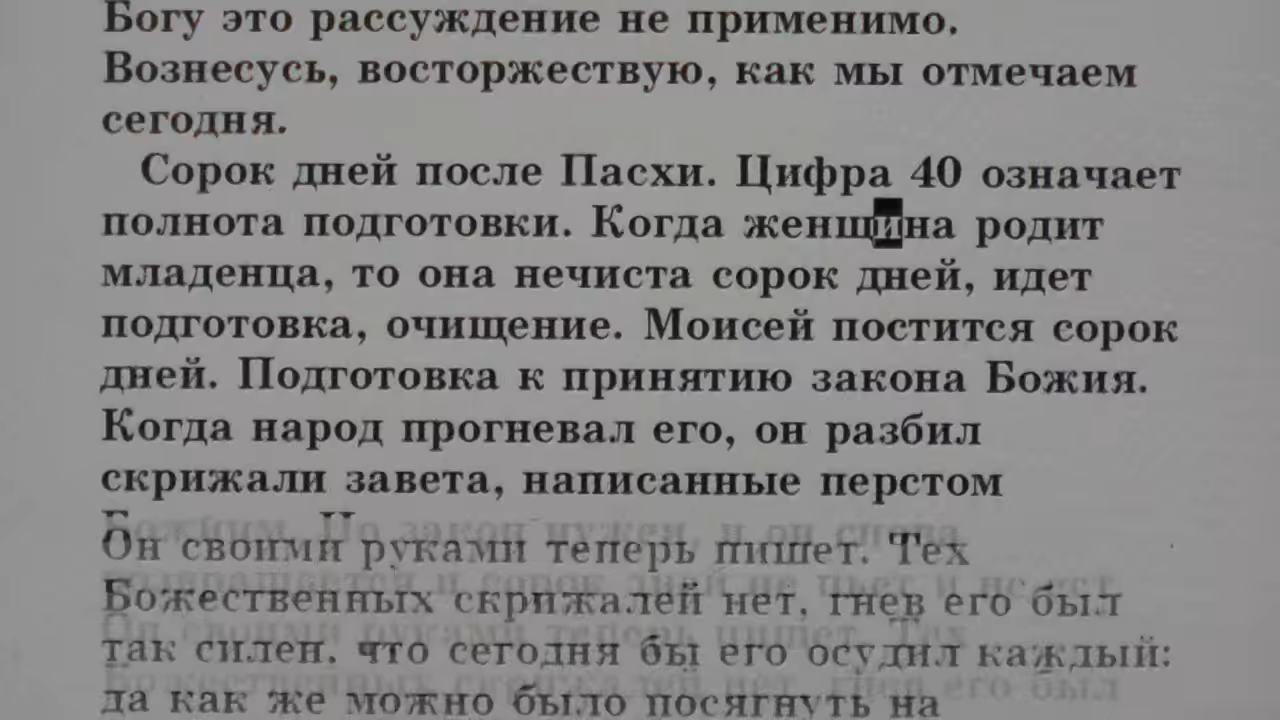 Богу это рассуждение не применимо.
Вознесусь, восторжествую, как мы отмечаем
сегодня.
Сорок дней после Пасхи. Цифра 40 означает
полнота подготовки. Когда женщина родит
младенца, то она нечиста сорок дней, идет
подготовка, очищение. Моисей постится сорок
дней. Подготовка к принятию закона Божия.
Когда народ прогневал его, он разбил
скрижали завета, написанные перстом
Он своими руками теперь пишет. Тех
Божественных скрижалей нет, гнев его был
так силен, что сегодня бы его осудил каждый:
да как же можно было посягнуть на